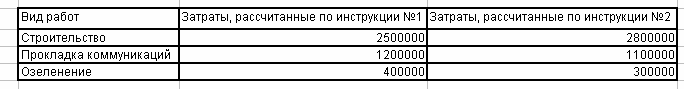 Вид работ Затраты, рассчитанные по инструкции №1 Затраты, рассчитанные по инструкции №2
Строительство 2500000 2800000
Прокладка коммуникаций 1200000 1100000
Озеленение 400000 300000